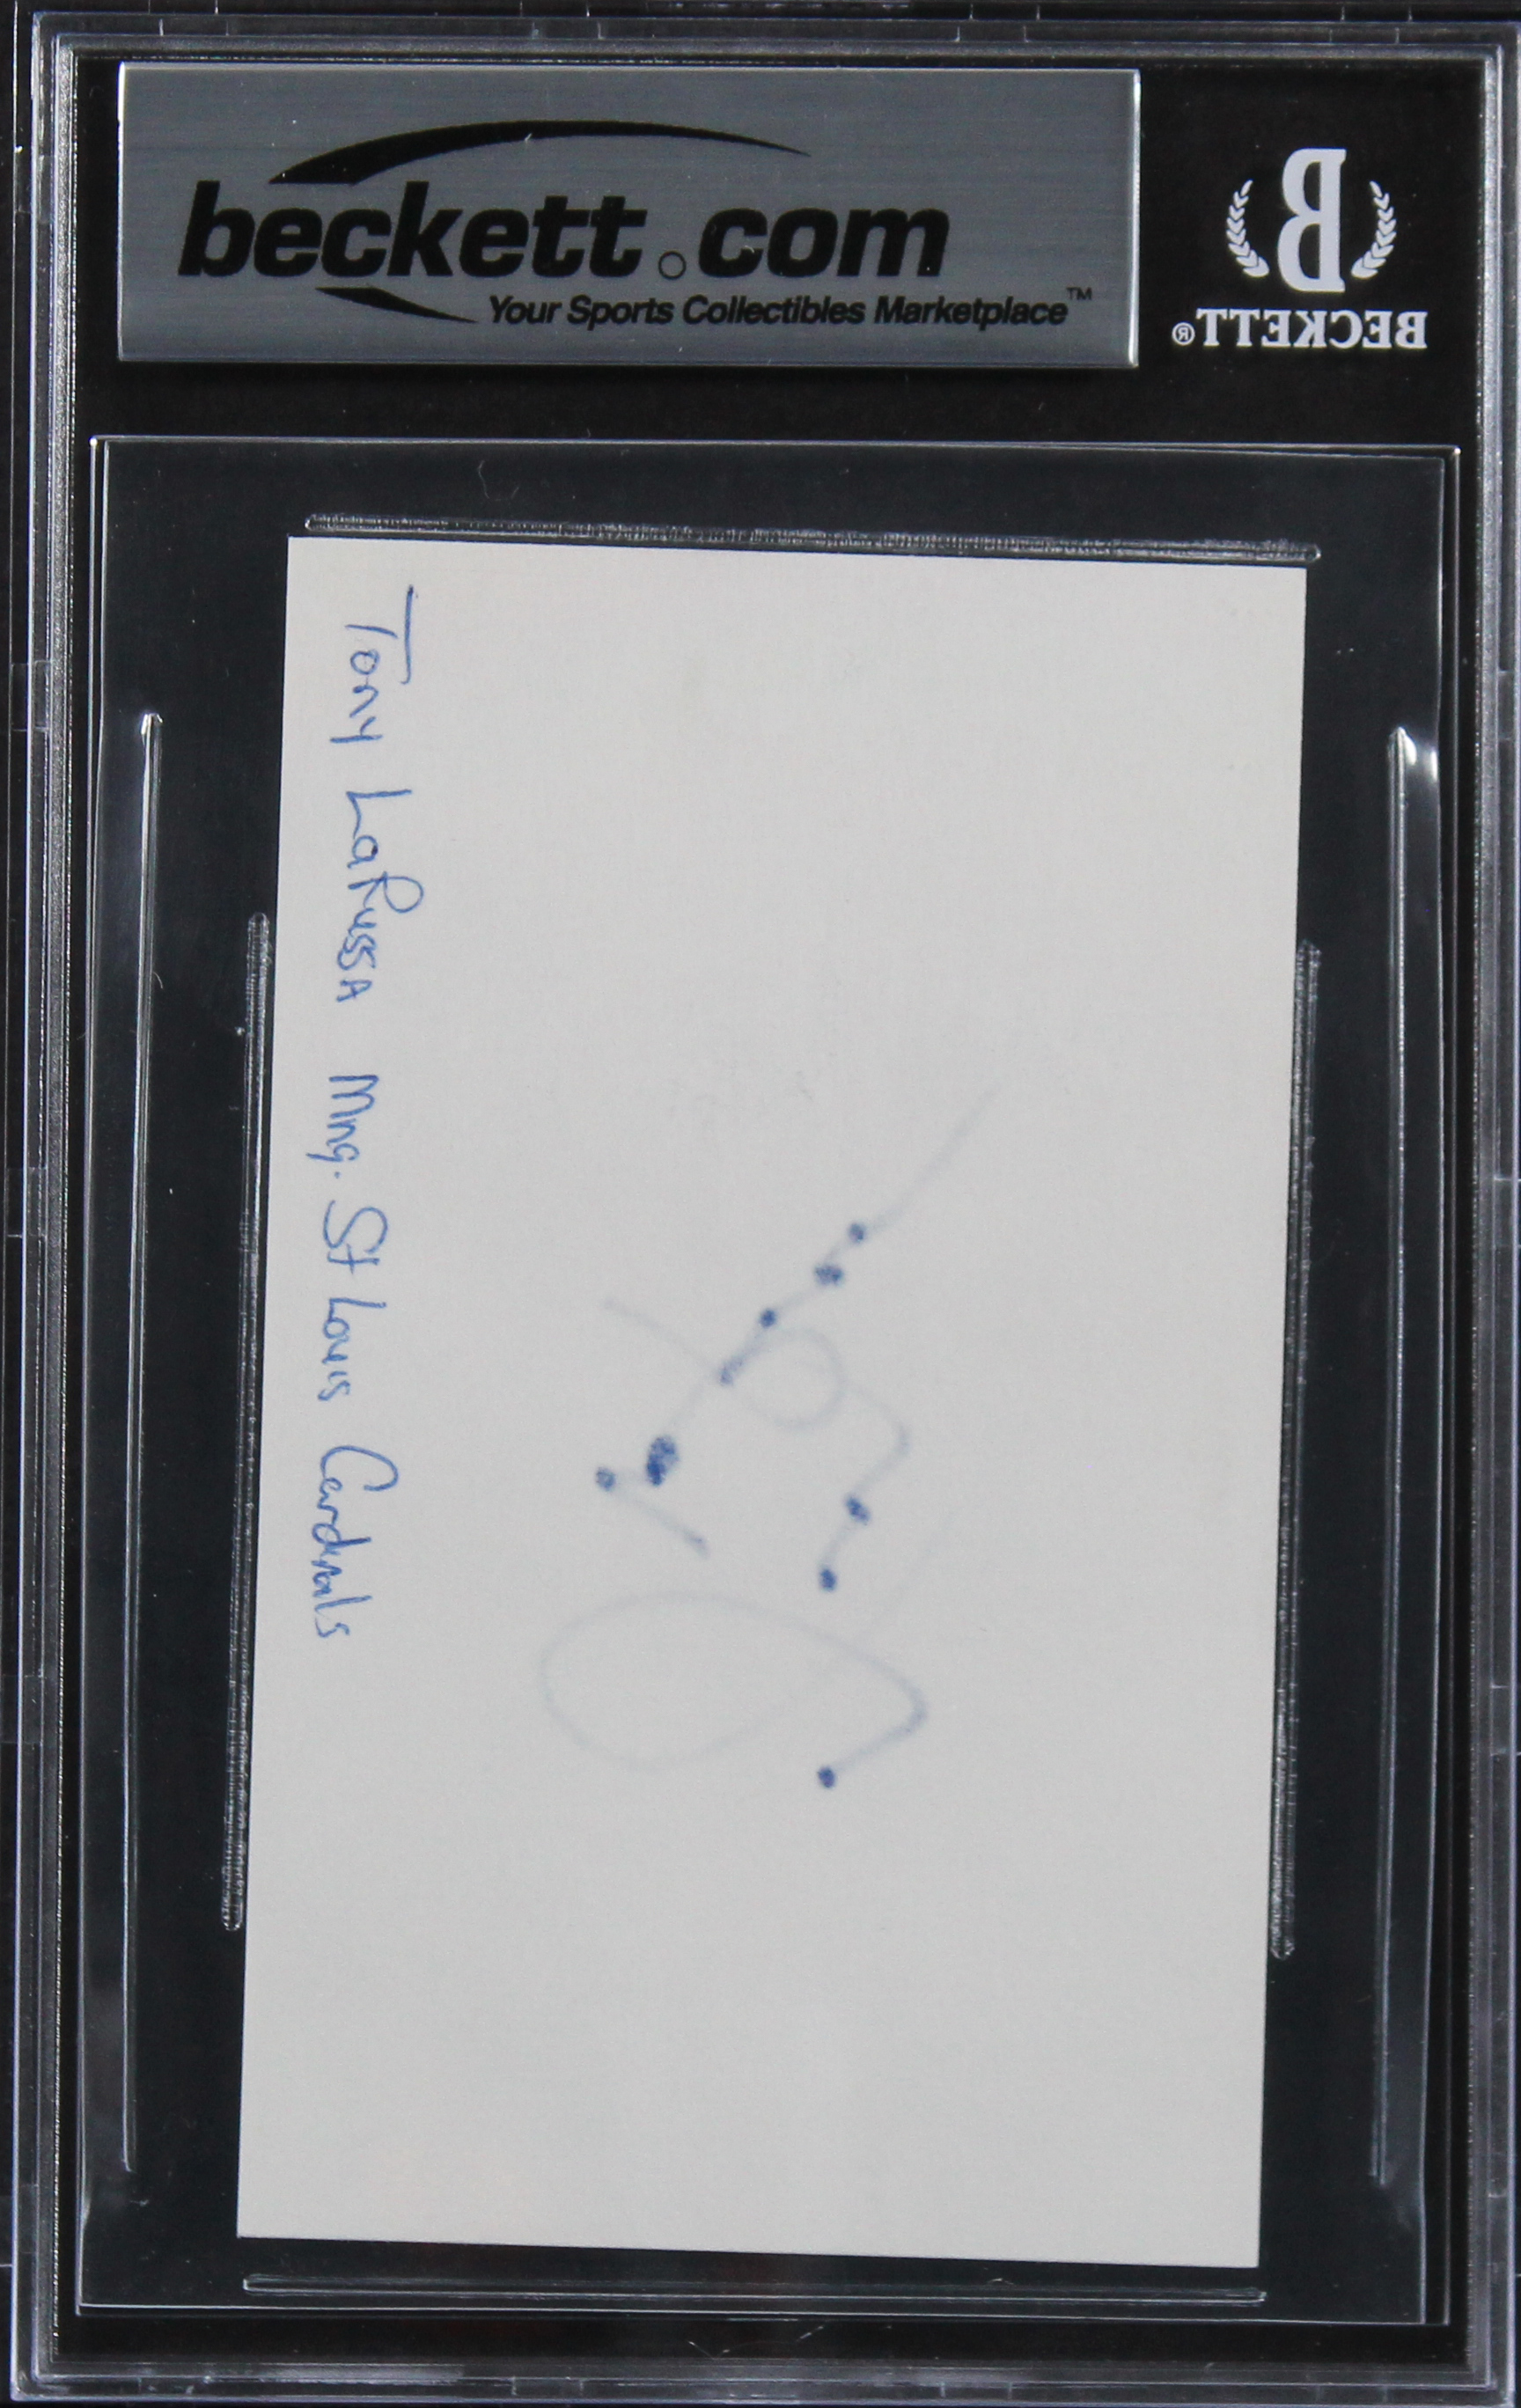 beckett.com
Your Sports Collectibles Marketplace™
BECKETT®
Tony LaRussA Mng. St Louis Cardinals